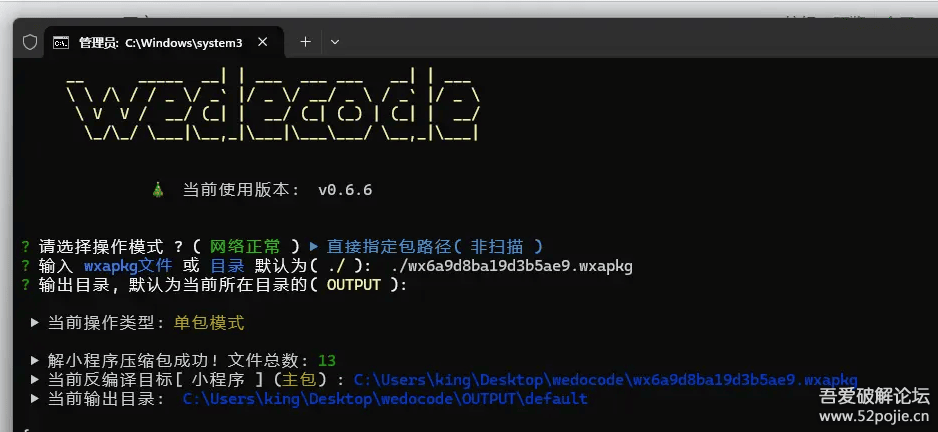 管理员: C:\Windows\system3
wedecode
当前使用版本: v0.6.6
? 请选择操作模式 ? ( 网络正常 ) ▶ 直接指定包路径( 非扫描 )
? 输入 wxapkg文件 或 目录 默认为( ./ ): ./wx6a9d8ba19d3b5ae9.wxapkg
? 输出目录, 默认为当前所在目录的( OUTPUT ):
▶ 当前操作类型: 单包模式
▶ 解小程序压缩包成功! 文件总数: 13
▶ 当前反编译目标[ 小程序 ] (主包) : C:\Users\king\Desktop\wedocode\wx6a9d8ba19d3b5ae9.wxapkg
▶ 当前输出目录: C:\Users\king\Desktop\wedocode\OUTPUT\default
吾爱破解论坛
www.52pojie.cn